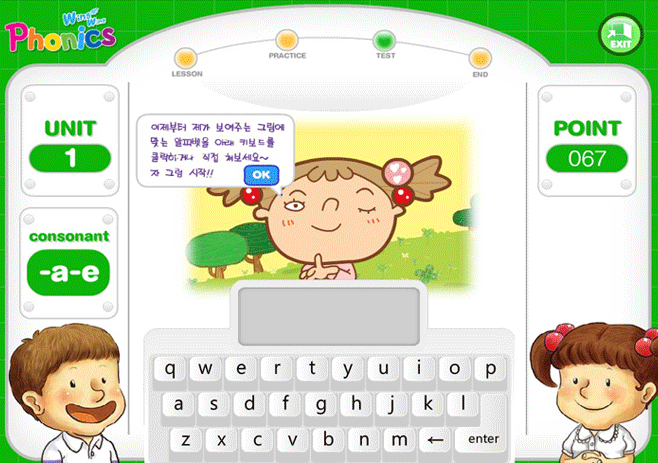 Wing Wing
Phonics
LESSON
PRACTICE
TEST
END
EXIT
UNIT
1
consonant
-a-e
POINT
067
이제부터 제가 보여주는 그림에
맞는 알파벳을 아래 키보드를
클릭하거나 직접 쳐보세요~
자 그럼 시작!!
OK
q w e r t y u i o p
a s d f g h j k l
z x c v b n m ← enter